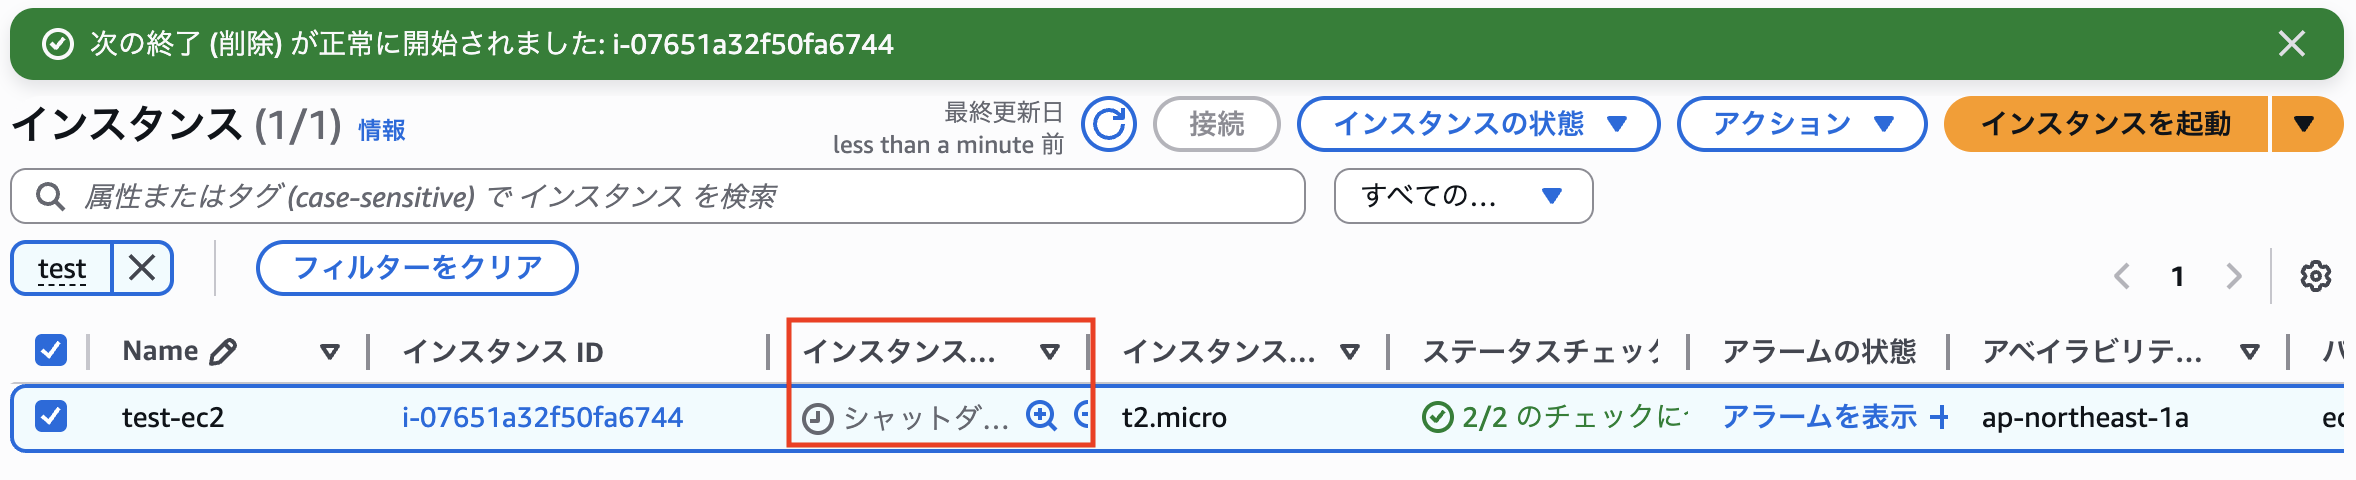 次の終了 (削除) が正常に開始されました: i-07651a32f50fa6744
インスタンス (1/1) 情報
最終更新日
less than a minute 前
接続
インスタンスの状態
アクション
インスタンスを起動
属性またはタグ (case-sensitive) で インスタンス を検索
すべての...
test
フィルターをクリア
1
Name インスタンス ID インスタンス... インスタンス... ステータスチェッ アラームの状態 アベイラビリテ... パ
test-ec2 i-07651a32f50fa6744 シャットダ... t2.micro 2/2 のチェックに アラームを表示 + ap-northeast-1a ec